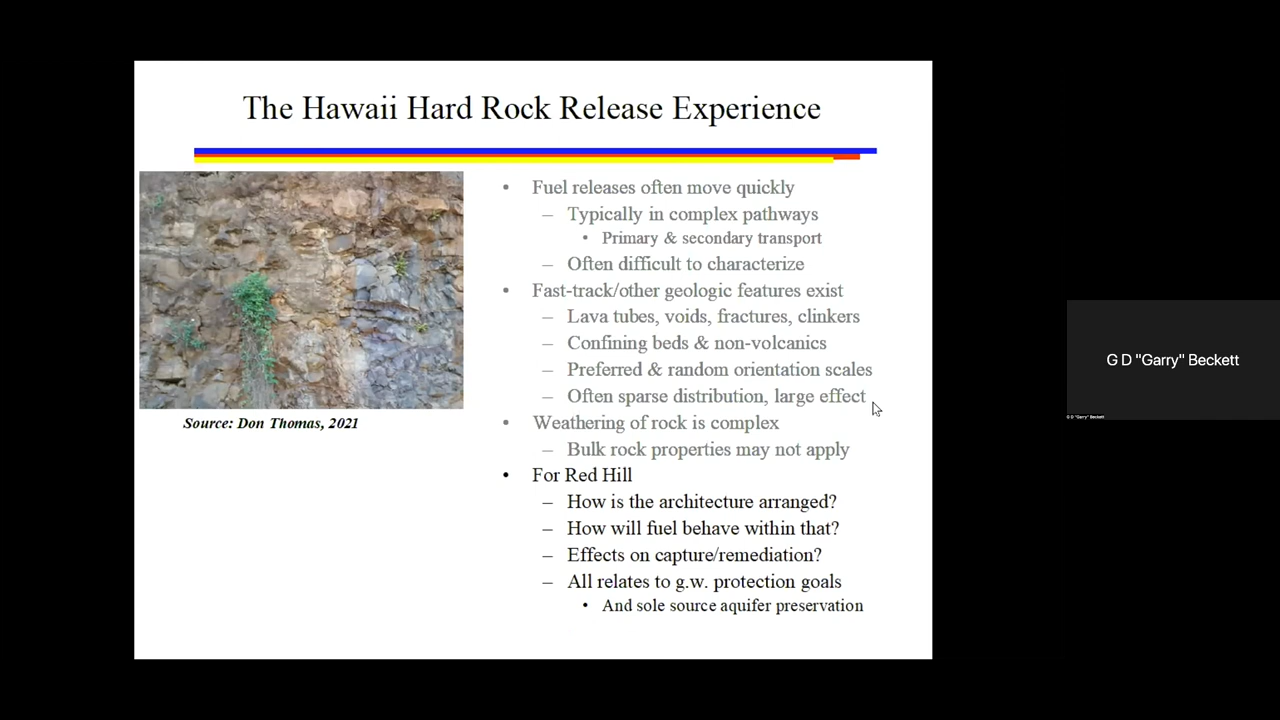 The Hawaii Hard Rock Release Experience
• Fuel releases often move quickly
– Typically in complex pathways
• Primary & secondary transport
– Often difficult to characterize
• Fast-track/other geologic features exist
– Lava tubes, voids, fractures, clinkers
– Confining beds & non-volcanics
– Preferred & random orientation scales
– Often sparse distribution, large effect
• Weathering of rock is complex
– Bulk rock properties may not apply
• For Red Hill
– How is the architecture arranged?
– How will fuel behave within that?
– Effects on capture/remediation?
– All relates to g.w. protection goals
• And sole source aquifer preservation
Source: Don Thomas, 2021
G D "Garry" Beckett
G D "Garry" Beckett